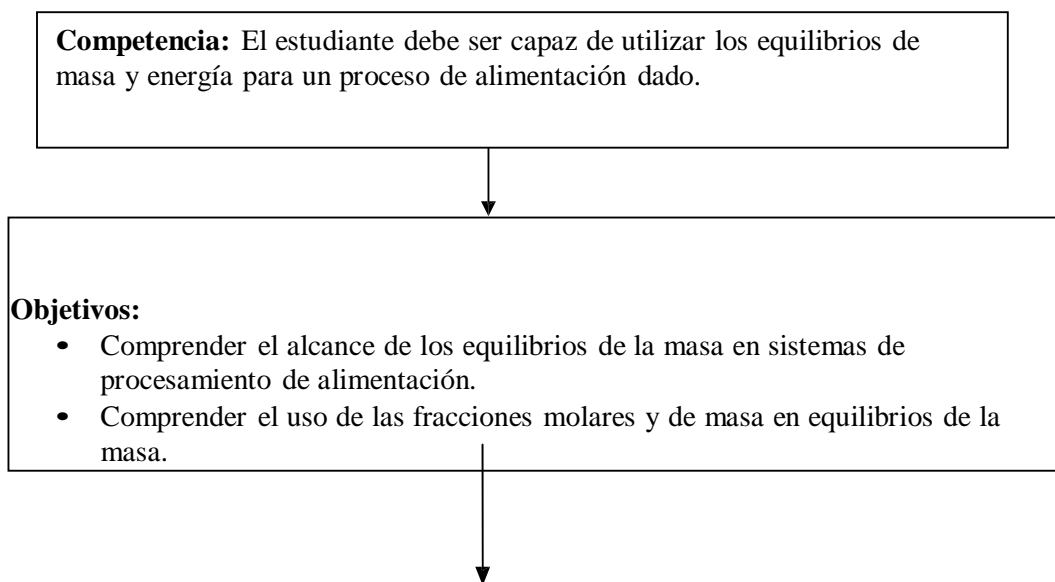 Competencia: El estudiante debe ser capaz de utilizar los equilibrios de
masa y energía para un proceso de alimentación dado.
Objetivos:
• Comprender el alcance de los equilibrios de la masa en sistemas de
procesamiento de alimentación.
• Comprender el uso de las fracciones molares y de masa en equilibrios de la
masa.